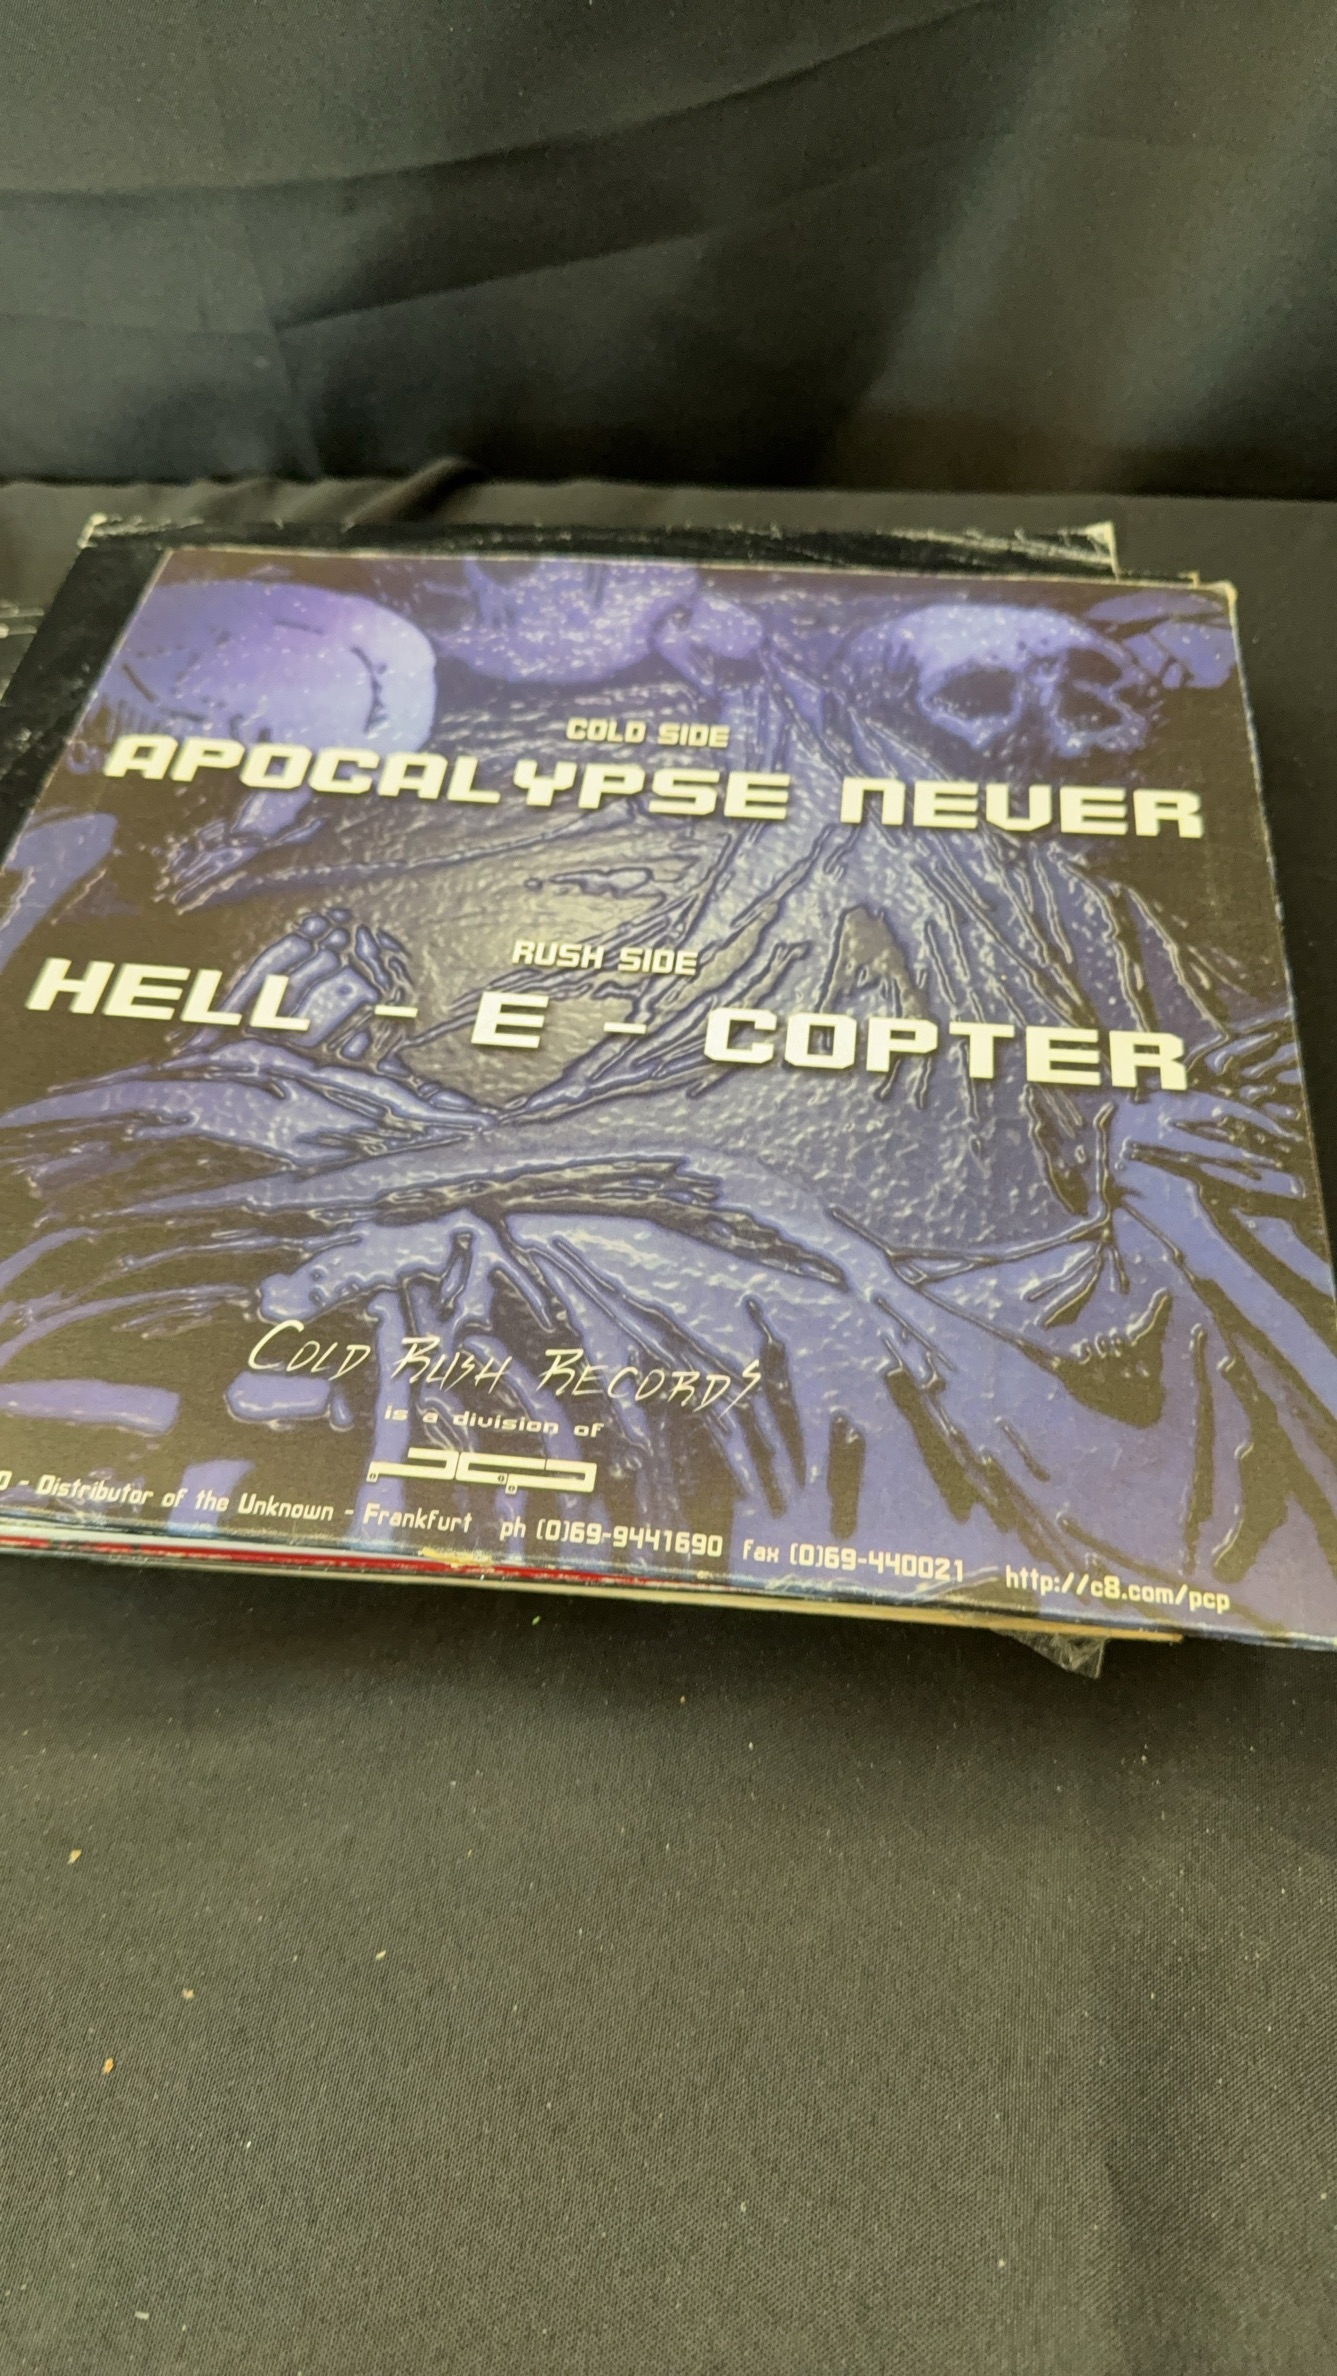 COLD SIDE
APOCALYPSE NEVER
RUSH SIDE
HELL - E - COPTER
COLD RUSH RECORDS
is a division of
pcp
- Distributor of the Unknown - Frankfurt ph (0)69-9441690 fax (0)69-440021 http://c8.com/pcp